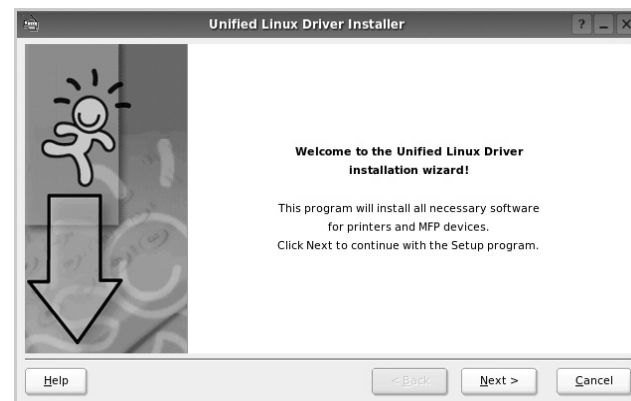 Unified Linux Driver Installer
Welcome to the Unified Linux Driver
installation wizard!
This program will install all necessary software
for printers and MFP devices.
Click Next to continue with the Setup program.
Help
< Back
Next >
Cancel